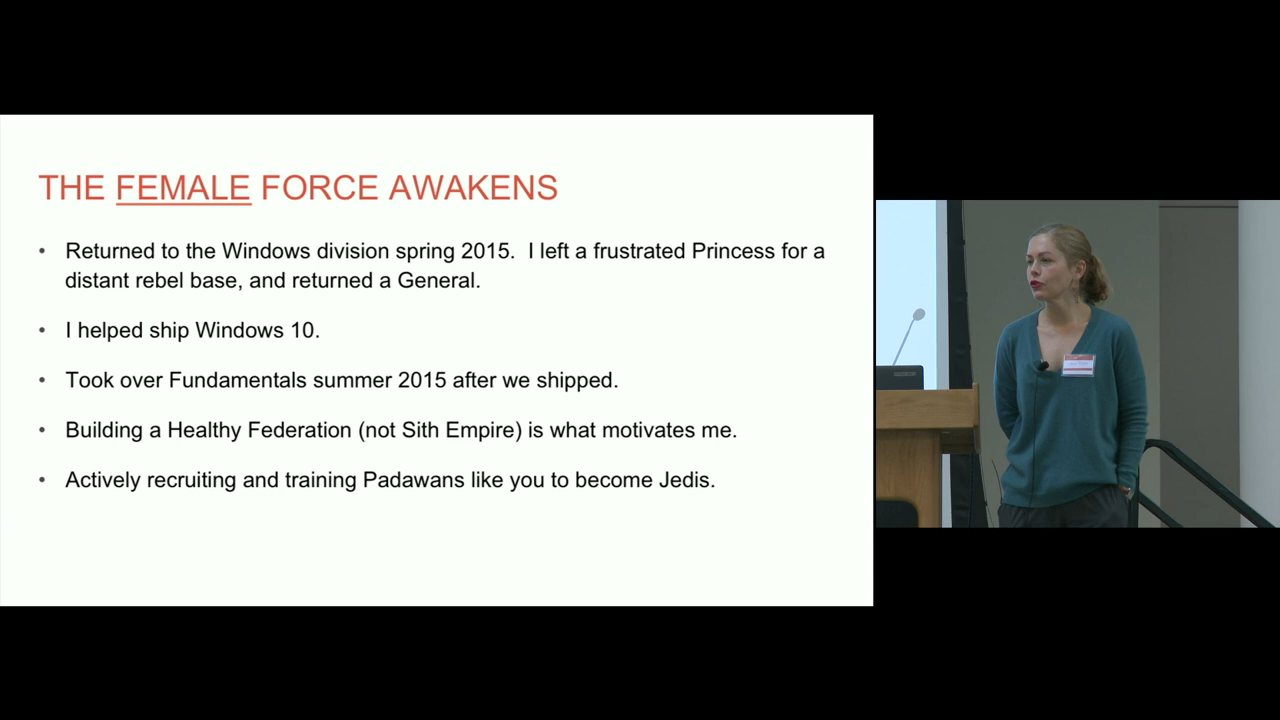 THE FEMALE FORCE AWAKENS
• Returned to the Windows division spring 2015.  I left a frustrated Princess for a
distant rebel base, and returned a General.
• I helped ship Windows 10.
• Took over Fundamentals summer 2015 after we shipped.
• Building a Healthy Federation (not Sith Empire) is what motivates me.
• Actively recruiting and training Padawans like you to become Jedis.